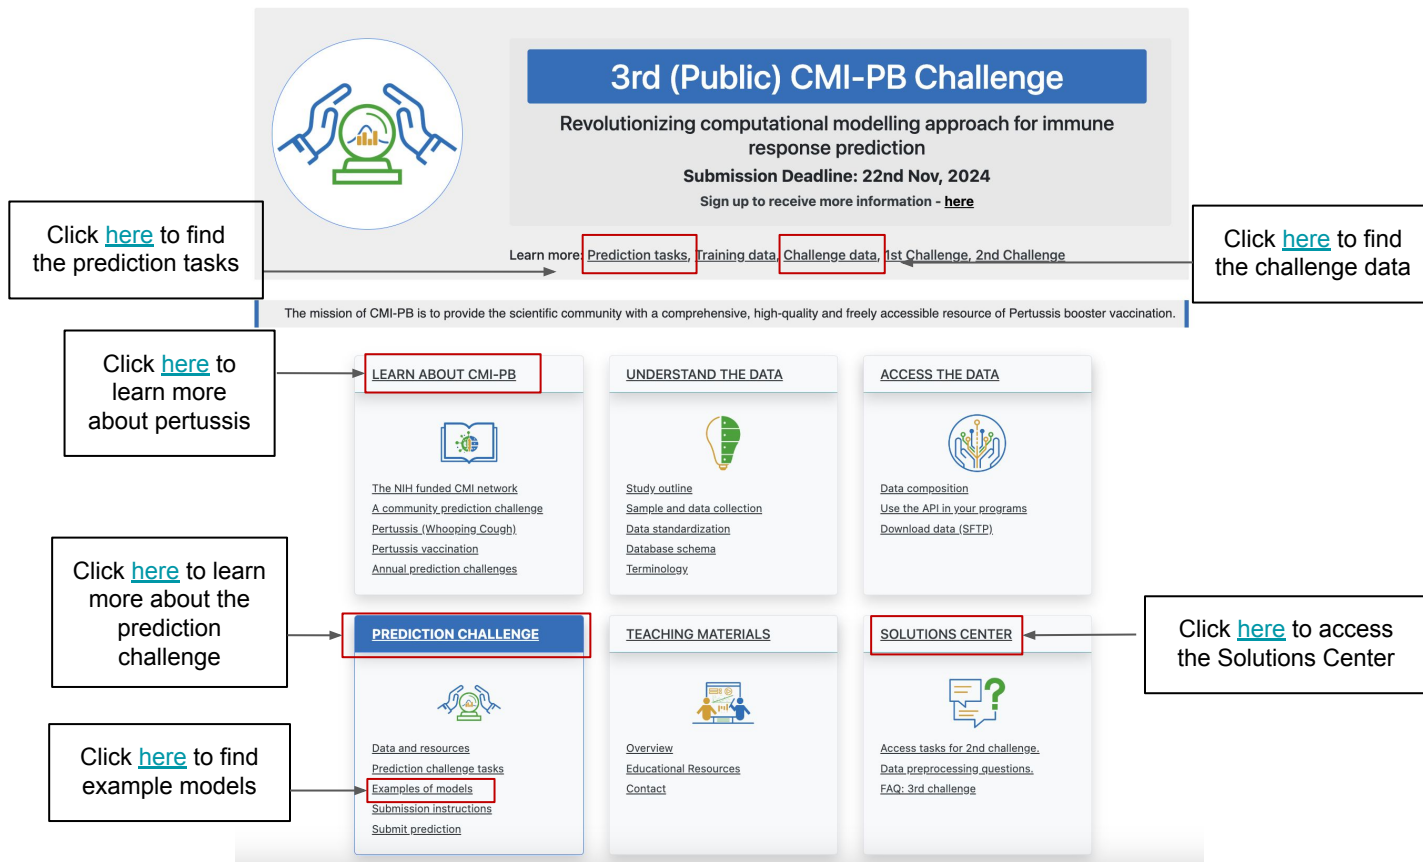 3rd (Public) CMI-PB Challenge
Revolutionizing computational modelling approach for immune
response prediction
Submission Deadline: 22nd Nov, 2024
Sign up to receive more information - here
Click here to find
the prediction tasks
Learn more: Prediction tasks, Training data, Challenge data, 1st Challenge, 2nd Challenge
Click here to find
the challenge data
The mission of CMI-PB is to provide the scientific community with a comprehensive, high-quality and freely accessible resource of Pertussis booster vaccination.
Click here to
learn more
about pertussis
LEARN ABOUT CMI-PB
The NIH funded CMI network
A community prediction challenge
Pertussis (Whooping Cough)
Pertussis vaccination
Annual prediction challenges
UNDERSTAND THE DATA
Study outline
Sample and data collection
Data standardization
Database schema
Terminology
ACCESS THE DATA
Data composition
Use the API in your programs
Download data (SFTP)
Click here to learn
more about the
prediction
challenge
PREDICTION CHALLENGE
Data and resources
Prediction challenge tasks
Examples of models
Submission instructions
Submit prediction
Click here to find
example models
TEACHING MATERIALS
Overview
Educational Resources
Contact
SOLUTIONS CENTER
Access tasks for 2nd challenge.
Data preprocessing questions.
FAQ: 3rd challenge
Click here to access
the Solutions Center